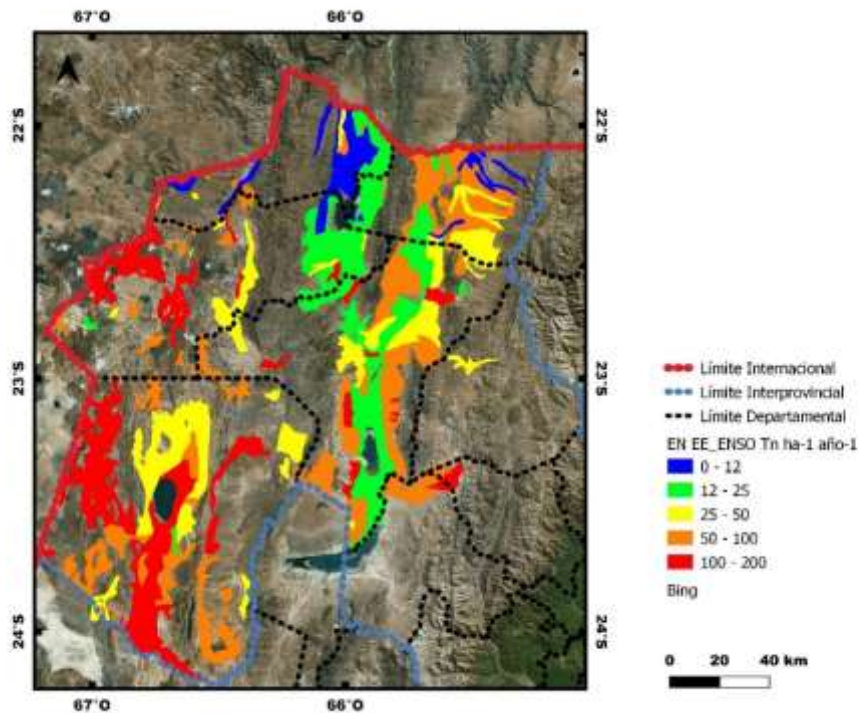 67°O 66°O
22°S 22°S
23°S 23°S
24°S 24°S
67°O 66°O
Límite Internacional
Límite Interprovincial
Límite Departamental
EN EE_ENSO Tn ha-1 año-1
0 - 12
12 - 25
25 - 50
50 - 100
100 - 200
Bing
0 20 40 km